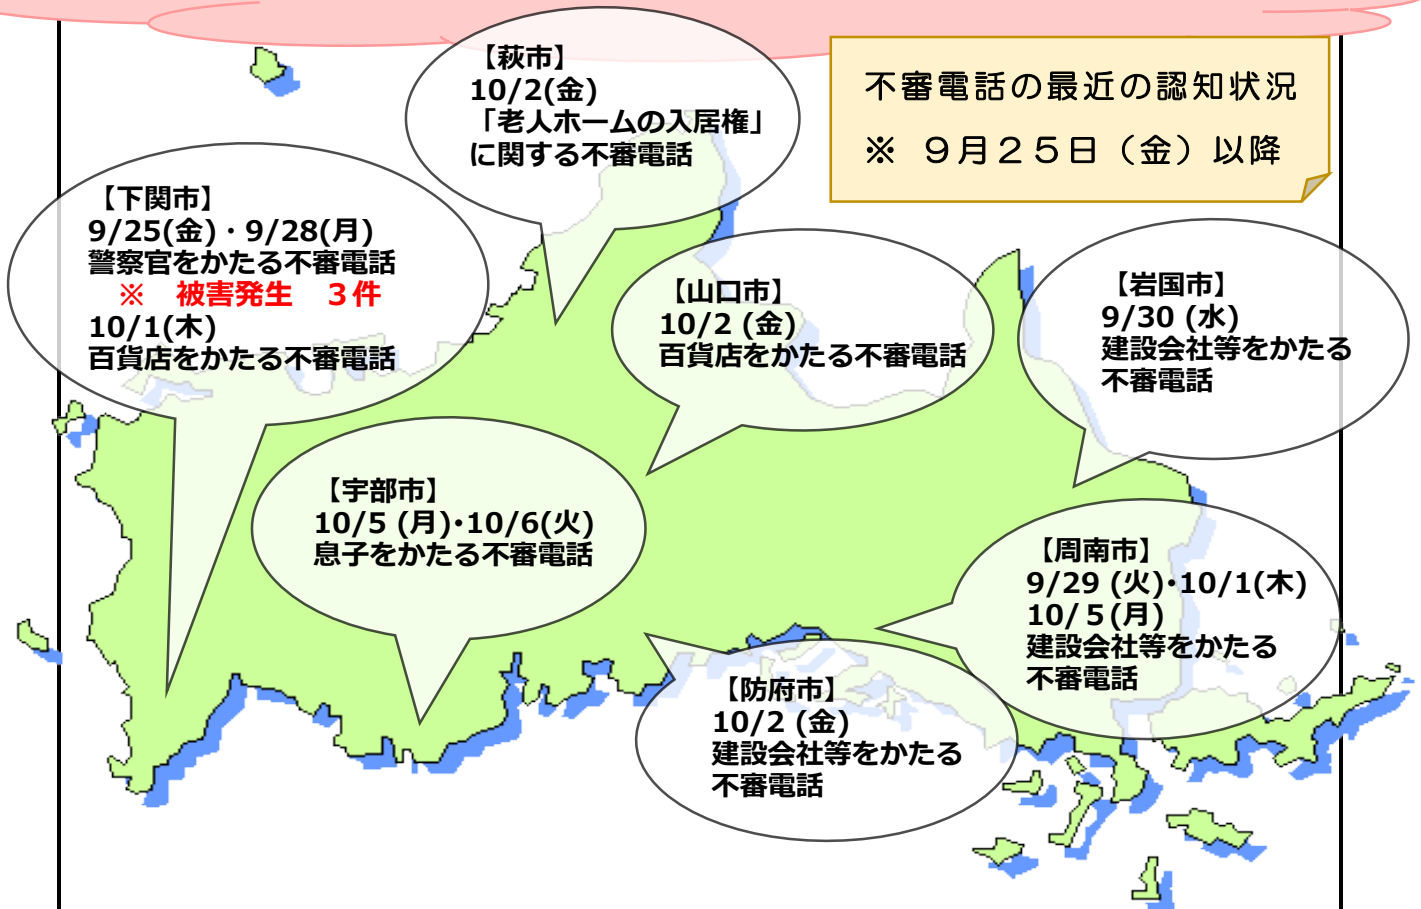 不審電話の最近の認知状況
※ ９月２５日（金）以降
【萩市】
10/2(金)
「老人ホームの入居権」
に関する不審電話
【下関市】
9/25(金)・9/28(月)
警察官をかたる不審電話
※ 被害発生 ３件
10/1(木)
百貨店をかたる不審電話
【山口市】
10/2 (金)
百貨店をかたる不審電話
【岩国市】
9/30 (水)
建設会社等をかたる
不審電話
【宇部市】
10/5 (月)･10/6(火)
息子をかたる不審電話
【周南市】
9/29 (火)･10/1(木)
10/５(月)
建設会社等をかたる
不審電話
【防府市】
10/2 (金)
建設会社等をかたる
不審電話